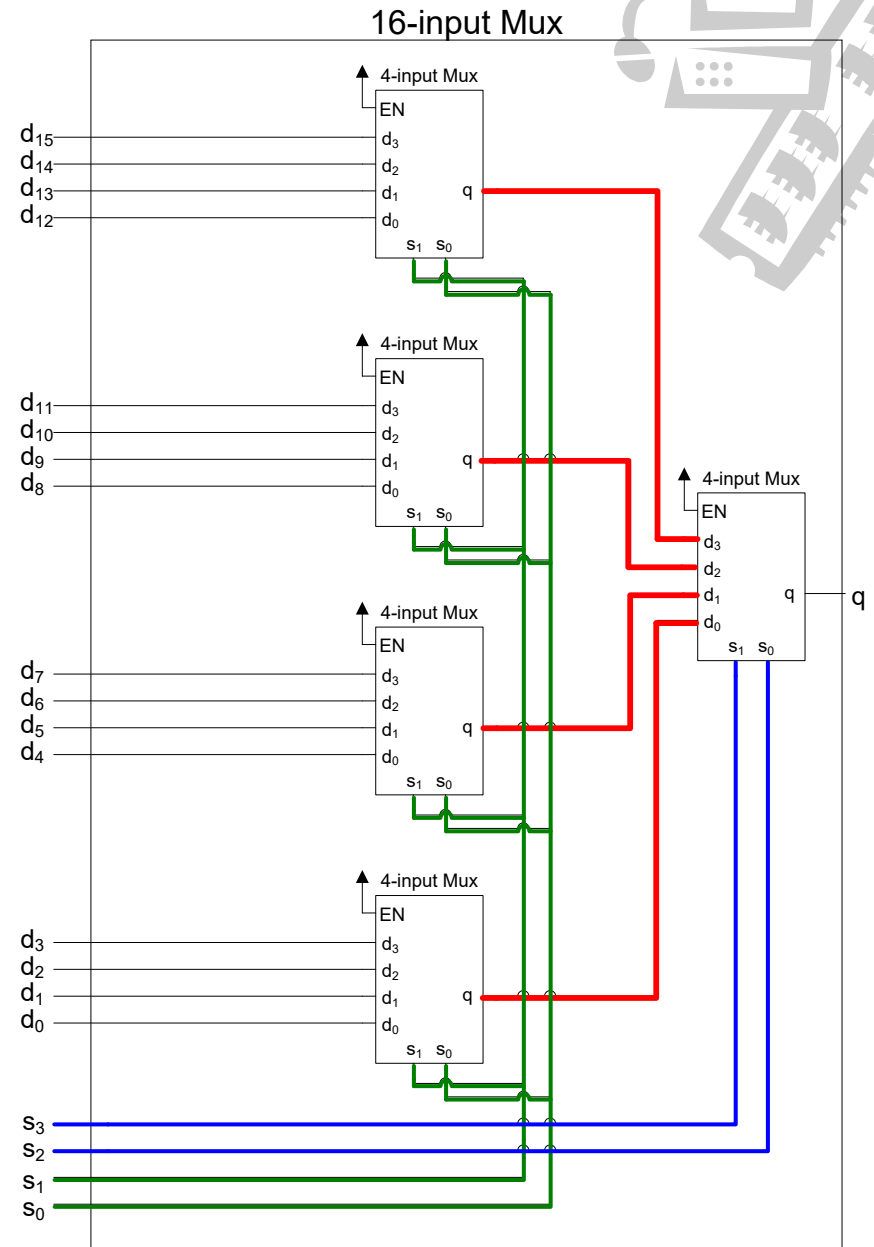 16-input Mux
4-input Mux
EN
d15 d3
d14 d2
d13 d1 q
d12 d0
s1 s0
4-input Mux
EN
d11 d3
d10 d2
d9 d1 q
d8 d0
s1 s0
4-input Mux
EN
d3
d2
d1 q q
d0
s1 s0
4-input Mux
EN
d7 d3
d6 d2
d5 d1 q
d4 d0
s1 s0
4-input Mux
EN
d3 d3
d2 d2
d1 d1 q
d0 d0
s1 s0
s3
s2
s1
s0